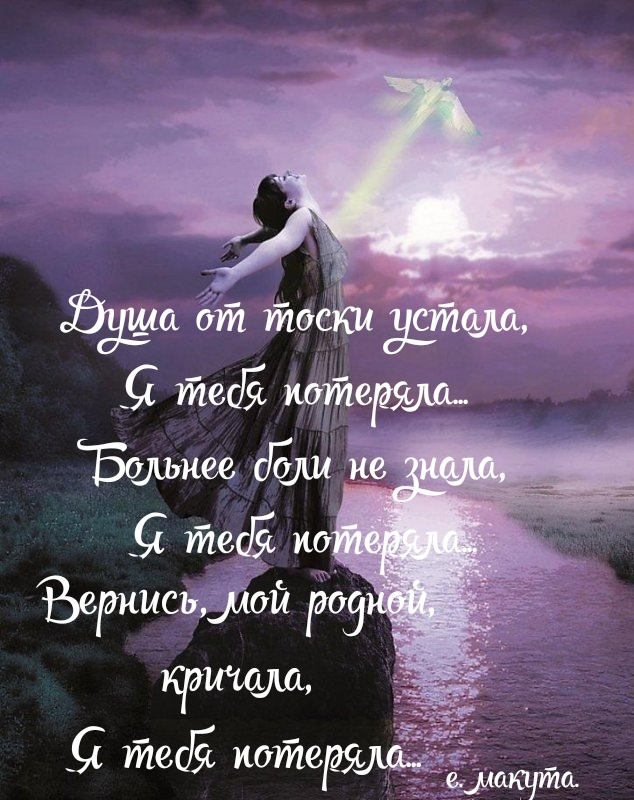 Душа от тоски устала,
Я тебя потеряла...
Больнее боли не знала,
Я тебя потеряла...
Вернись, мой родной,
кричала,
Я тебя потеряла...
е. макута.